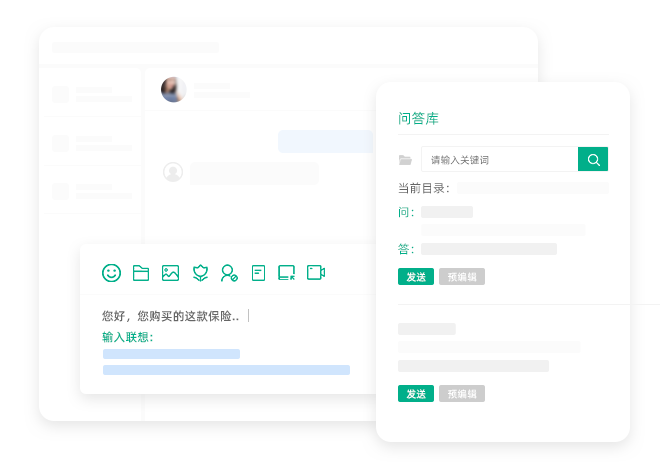 问答库
请输入关键词
当前目录：
问：
答：
发送 预编辑
您好，您购买的这款保险..
输入联想：
发送 预编辑